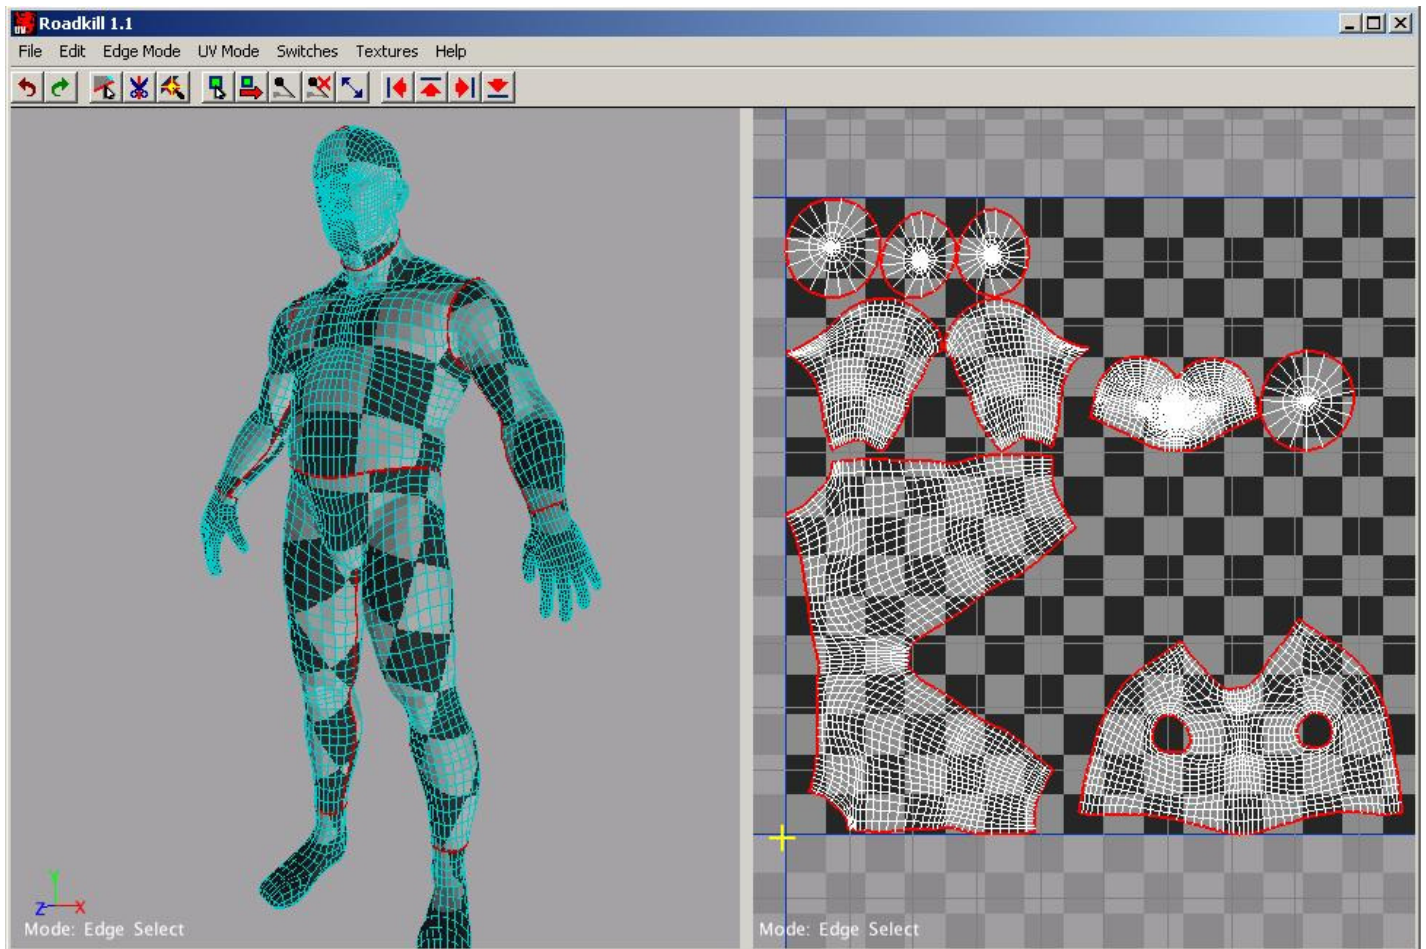 Roadkill 1.1
File Edit Edge Mode UV Mode Switches Textures Help
Y
Z X
Mode: Edge Select
Mode: Edge Select